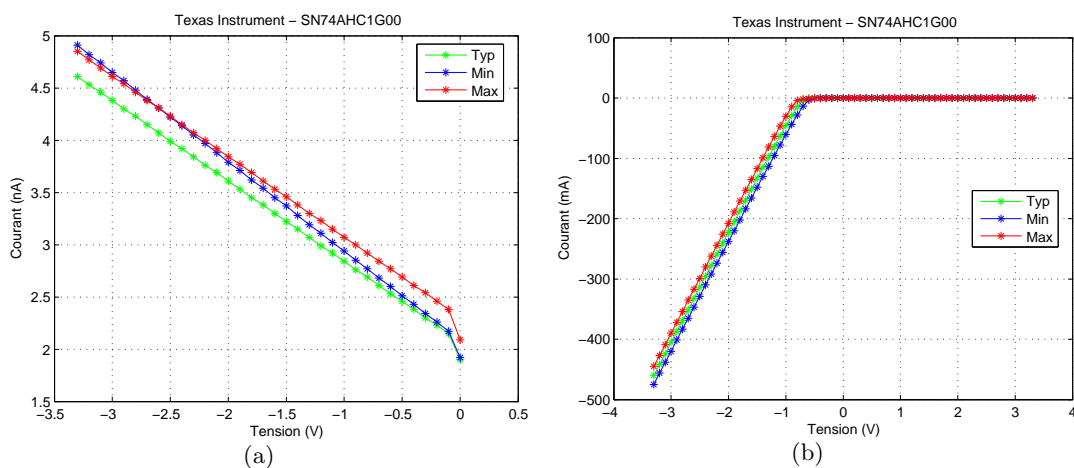 Texas Instrument – SN74AHC1G00
5
4.5
4
3.5
3
2.5
2
1.5
Courant (nA)
Typ
Min
Max
−3.5 −3 −2.5 −2 −1.5 −1 −0.5 0 0.5
Tension (V)
(a)
Texas Instrument – SN74AHC1G00
100
0
−100
−200
−300
−400
−500
Courant (mA)
Typ
Min
Max
−4 −3 −2 −1 0 1 2 3 4
Tension (V)
(b)